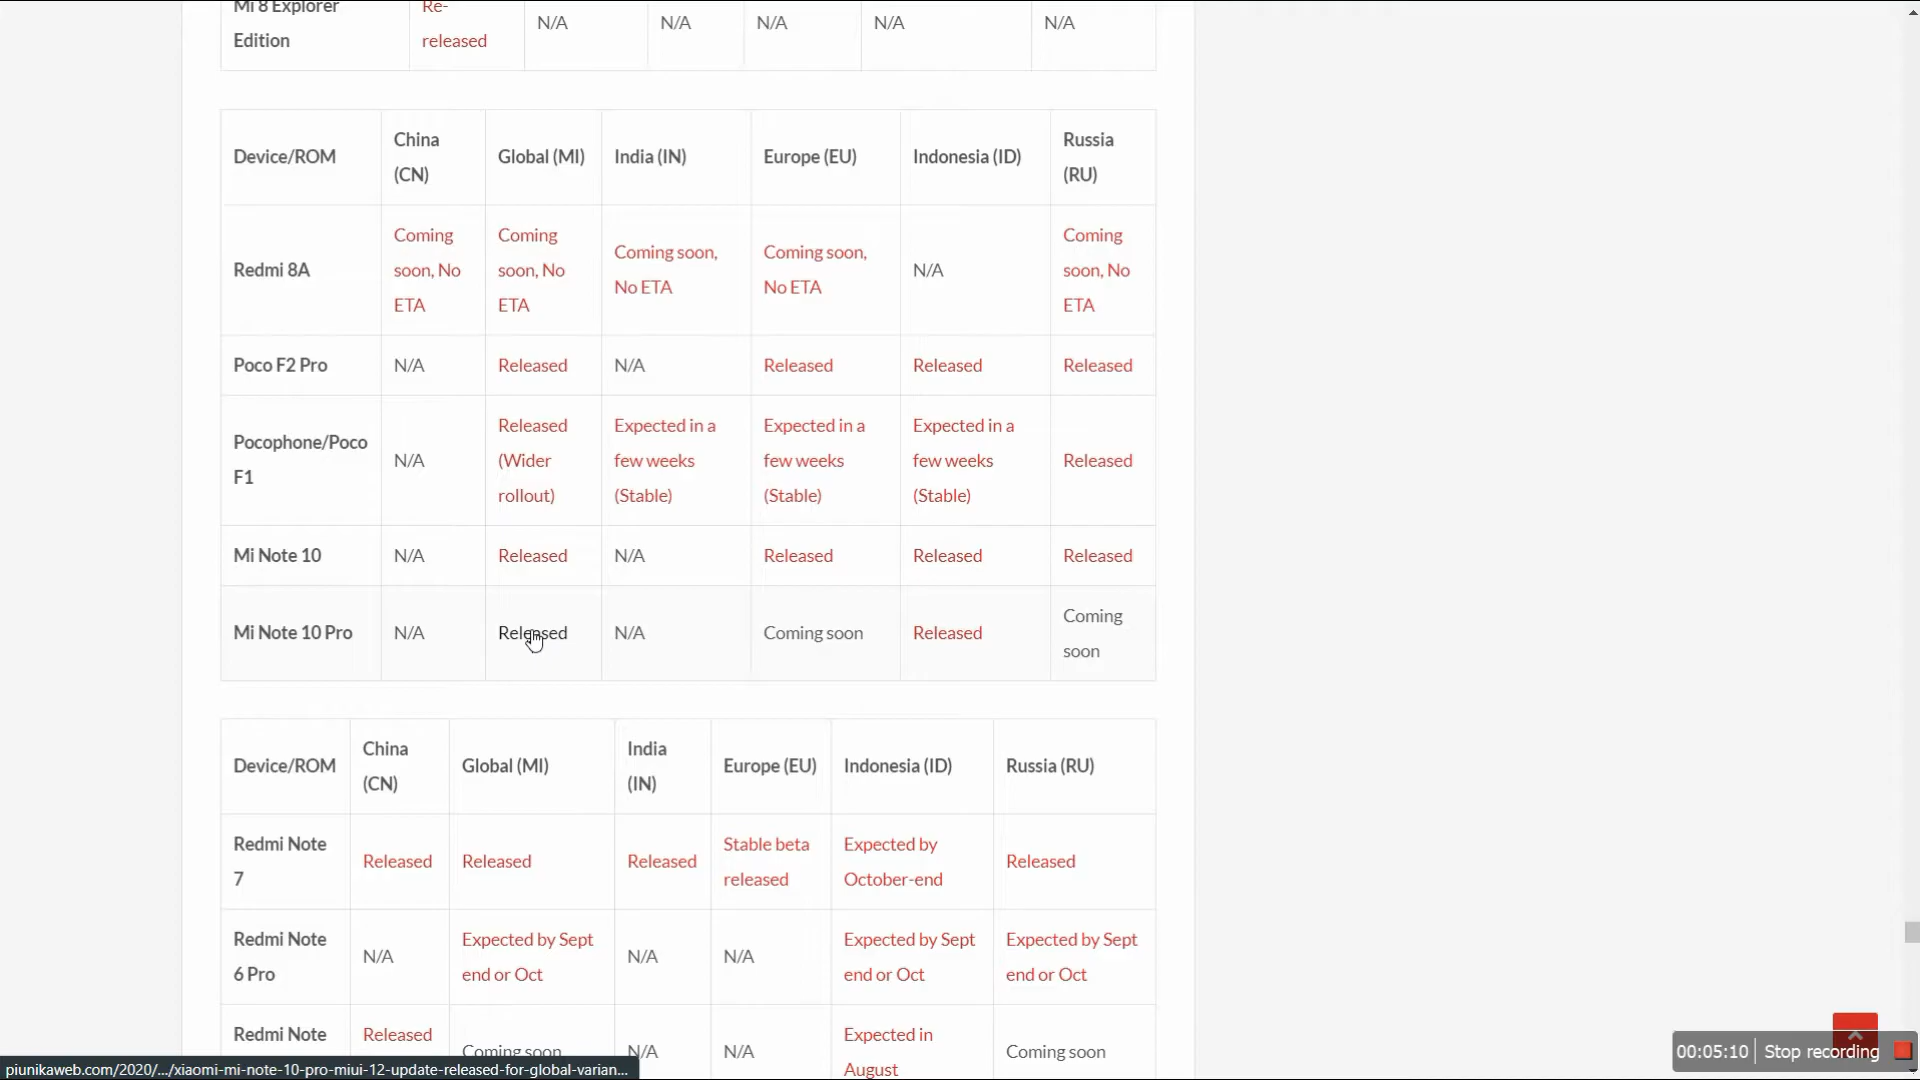 Mi 8 Explorer Edition Re-released N/A N/A N/A N/A N/A
Device/ROM China (CN) Global (MI) India (IN) Europe (EU) Indonesia (ID) Russia (RU)
Redmi 8A Coming soon, No ETA Coming soon, No ETA Coming soon, No ETA Coming soon, No ETA N/A Coming soon, No ETA
Poco F2 Pro N/A Released N/A Released Released Released
Pocophone/Poco F1 N/A Released (Wider rollout) Expected in a few weeks (Stable) Expected in a few weeks (Stable) Expected in a few weeks (Stable) Released
Mi Note 10 N/A Released N/A Released Released Released
Mi Note 10 Pro N/A Released N/A Coming soon Released Coming soon
Device/ROM China (CN) Global (MI) India (IN) Europe (EU) Indonesia (ID) Russia (RU)
Redmi Note 7 Released Released Released Stable beta released Expected by October-end Released
Redmi Note 6 Pro N/A Expected by Sept end or Oct N/A N/A Expected by Sept end or Oct Expected by Sept end or Oct
Redmi Note Released Coming soon N/A N/A Expected in August Coming soon
00:05:10 Stop recording
piunikaweb.com/2020/.../xiaomi-mi-note-10-pro-miui-12-update-released-for-global-varian...